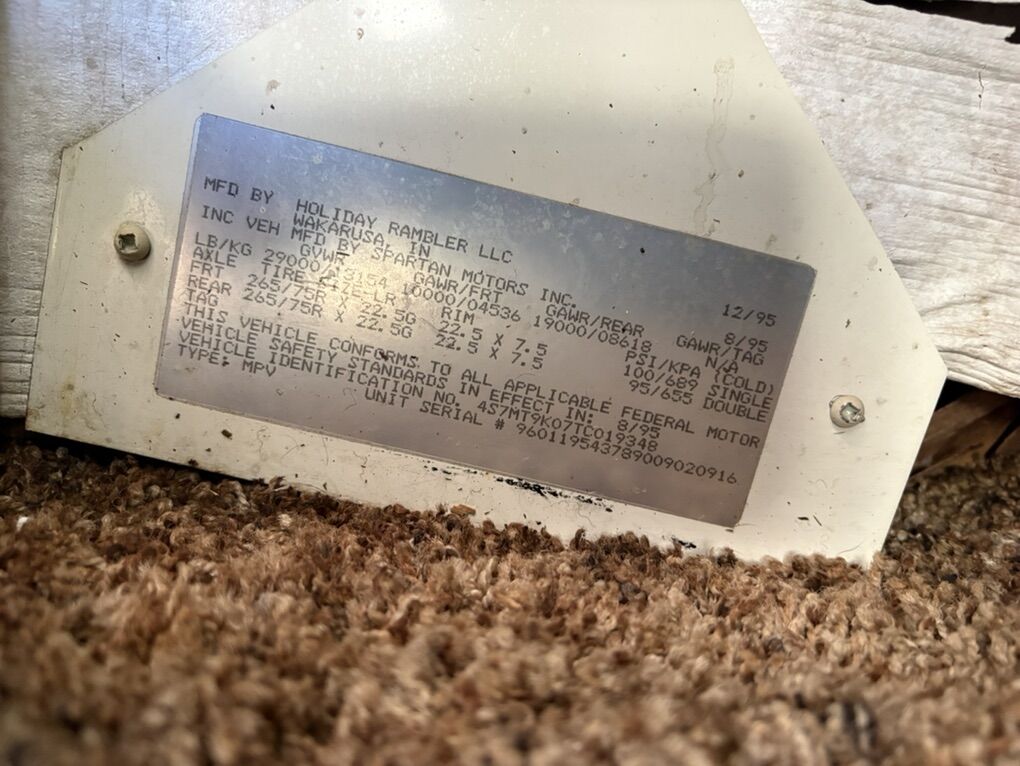 MFD BY HOLIDAY RAMBLER LLC 12/95
WAKARUSA, IN
INC VEH MFD BY SPARTAN MOTORS INC. 8/95
GVWR GAWR/FRT GAWR/REAR GAWR/TAG
LB/KG 29000/13154 10000/04536 19000/08618 N/A
AXLE TIRE RIM PSI/KPA (COLD)
FRT 265/75R X 22.5G 22.5 X 7.5 100/689 SINGLE
REAR 265/75R X 22.5G 22.5 X 7.5 95/655 DOUBLE
TAG
THIS VEHICLE CONFORMS TO ALL APPLICABLE FEDERAL MOTOR
VEHICLE SAFETY STANDARDS IN EFFECT IN: 8/95
VEHICLE IDENTIFICATION NO. 4S7MT9K07TC019348
TYPE: MPV UNIT SERIAL # 960119543789009020916